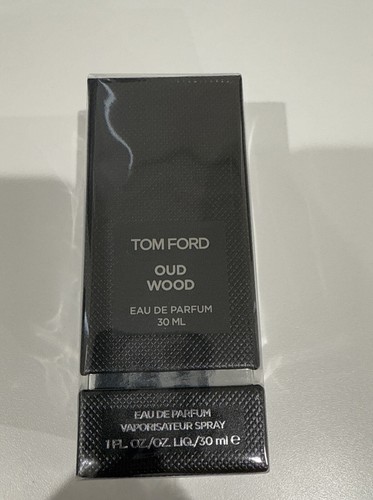 TOM FORD
OUD
WOOD
EAU DE PARFUM
30 ML
EAU DE PARFUM
VAPORISATEUR SPRAY
1 FL. OZ./OZ. LIQ./30 ml ℮